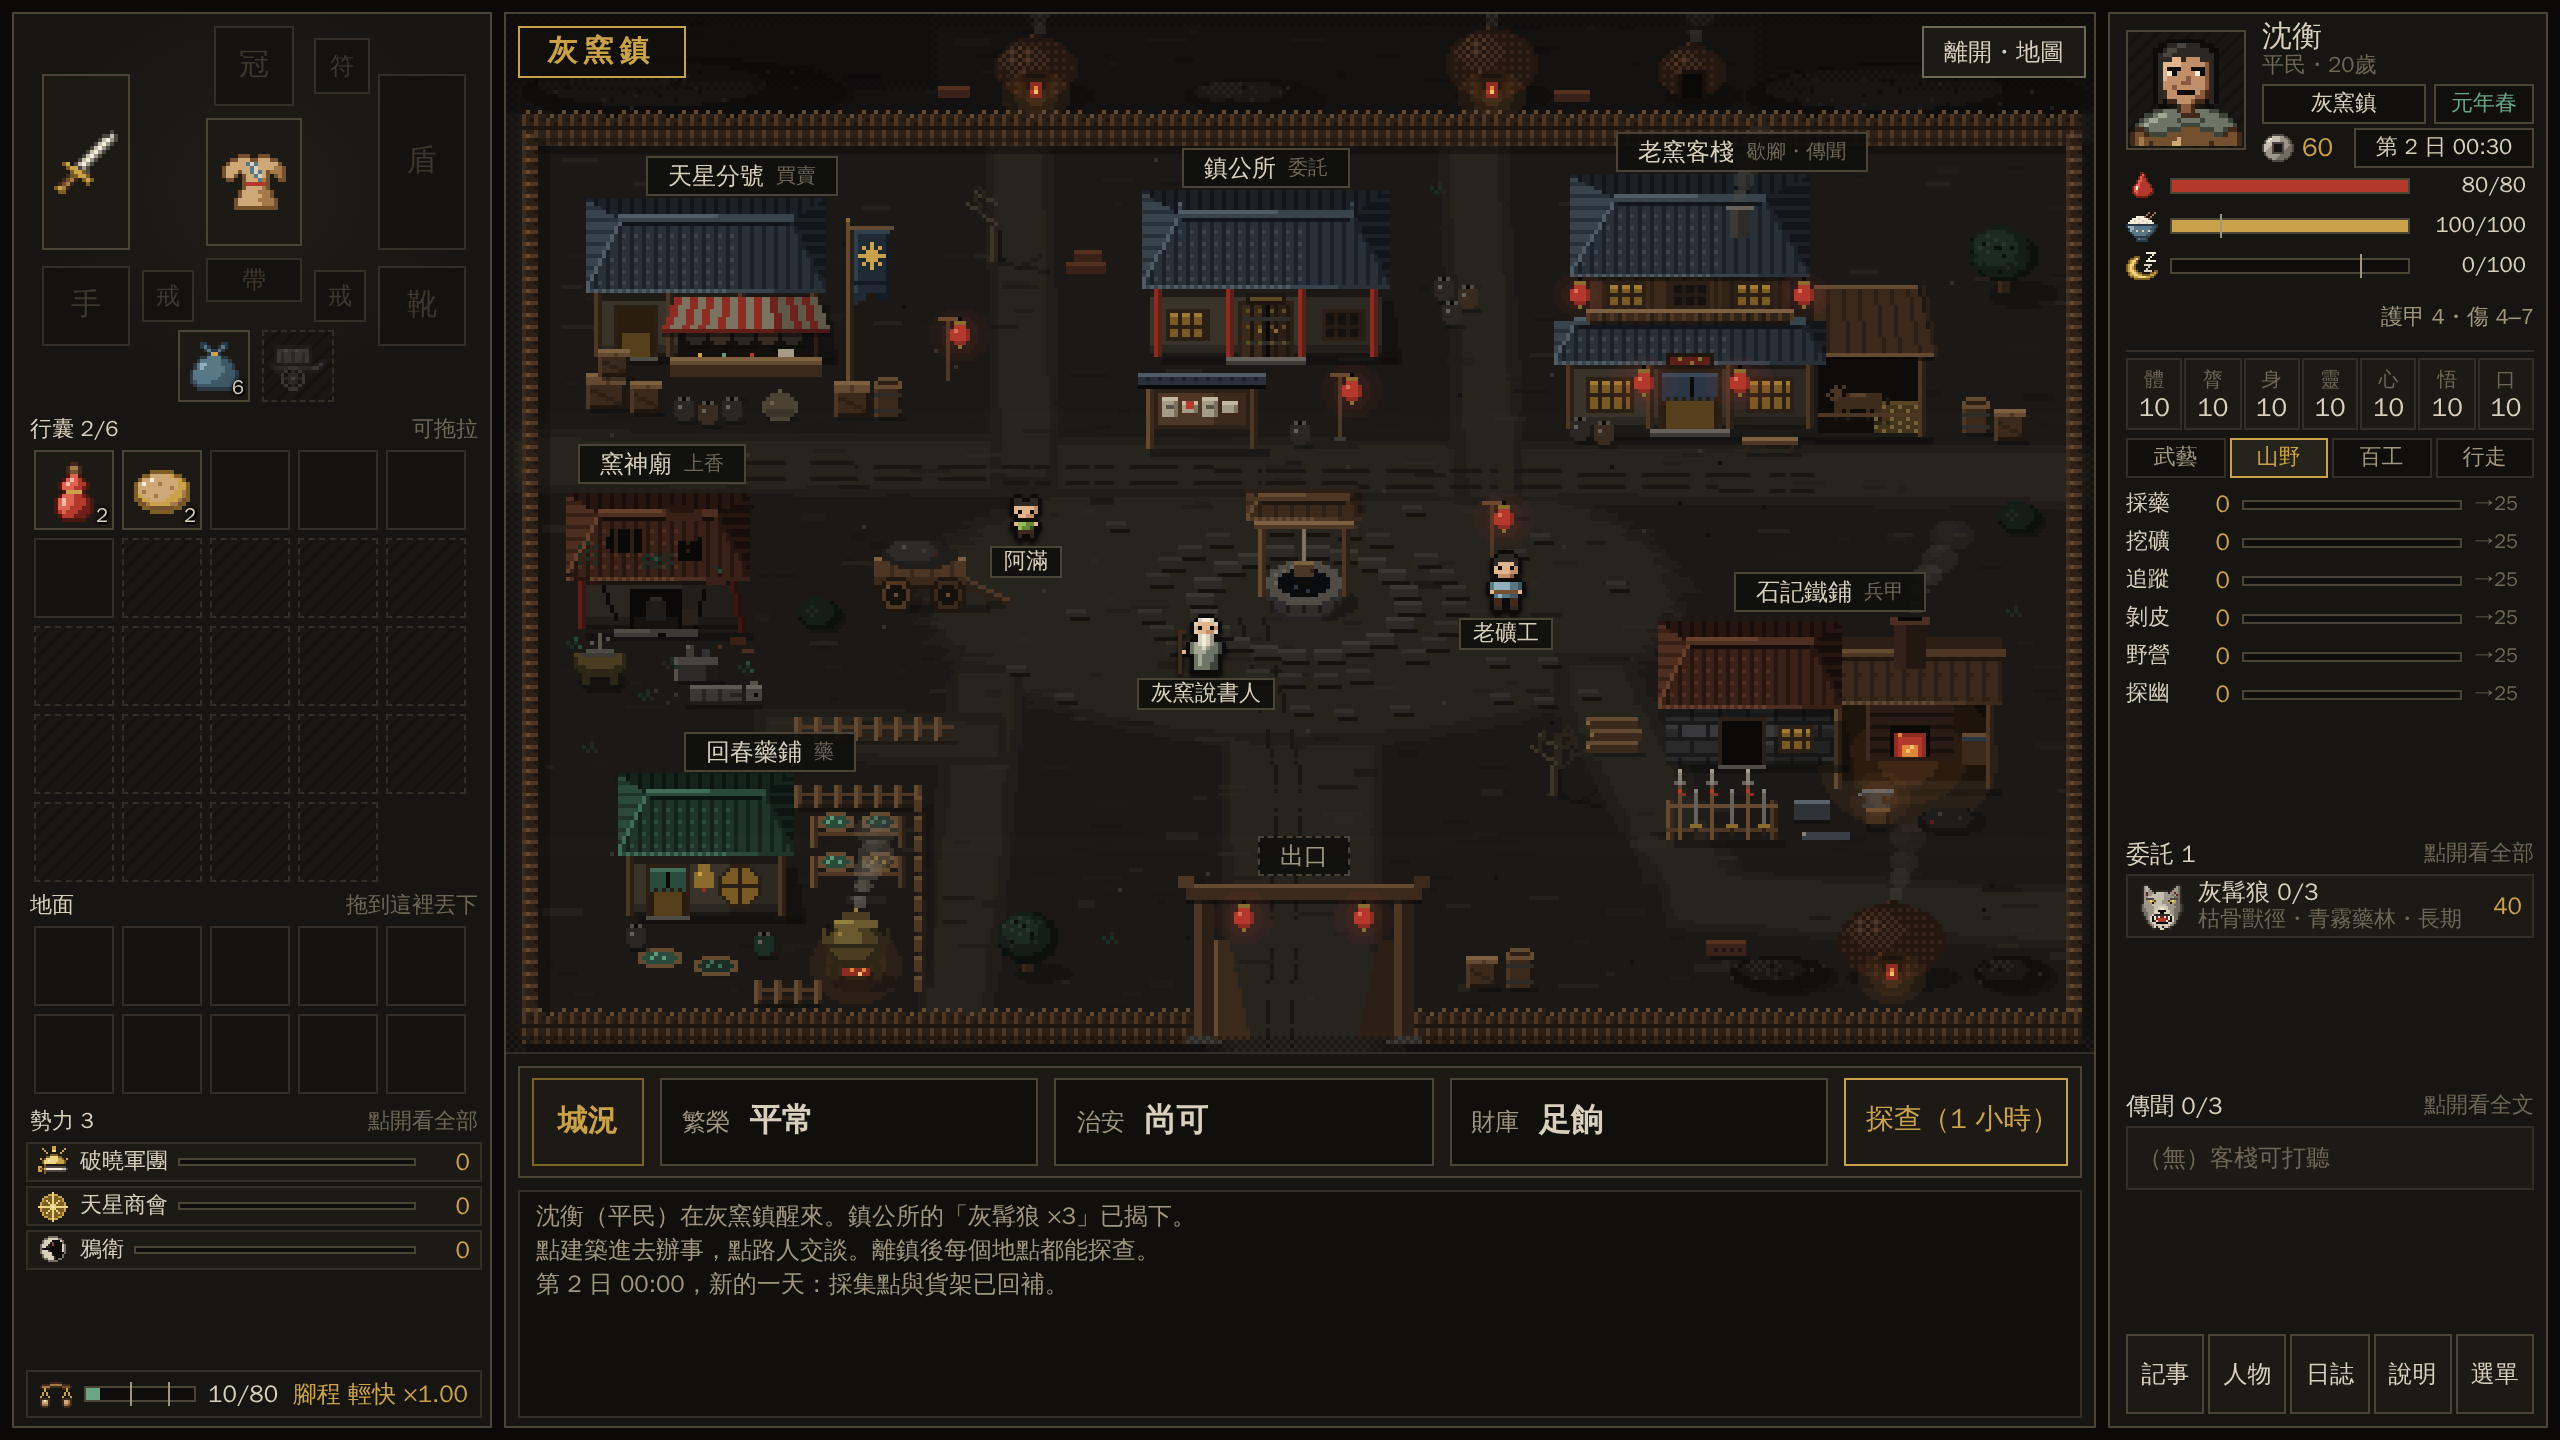 冠
符
盾
手
戒
帶
戒
靴
6
行囊 2/6
可拖拉
2
2
地面
拖到這裡丟下
勢力 3
點開看全部
破曉軍團
0
天星商會
0
鴉衛
0
10/80
腳程 輕快 ×1.00
灰窯鎮
離開・地圖
天星分號 買賣
鎮公所 委託
老窯客棧 歇腳・傳聞
窯神廟 上香
阿滿
老礦工
灰窯說書人
石記鐵鋪 兵甲
回春藥鋪 藥
出口
城況
繁榮 平常
治安 尚可
財庫 足餉
探查（1 小時）
沈衡（平民）在灰窯鎮醒來。鎮公所的「灰髯狼 ×3」已揭下。
點建築進去辦事，點路人交談。離鎮後每個地點都能探查。
第 2 日 00:00，新的一天：採集點與貨架已回補。
沈衡
平民・20歲
灰窯鎮
元年春
60
第 2 日 00:30
80/80
100/100
0/100
護甲 4・傷 4–7
體 膂 身 靈 心 悟 口
10 10 10 10 10 10 10
武藝 山野 百工 行走
採藥 0 →25
挖礦 0 →25
追蹤 0 →25
剝皮 0 →25
野營 0 →25
探幽 0 →25
委託 1
點開看全部
灰髯狼 0/3
枯骨獸徑・青霧藥林・長期
40
傳聞 0/3
點開看全文
（無）客棧可打聽
記事 人物 日誌 說明 選單